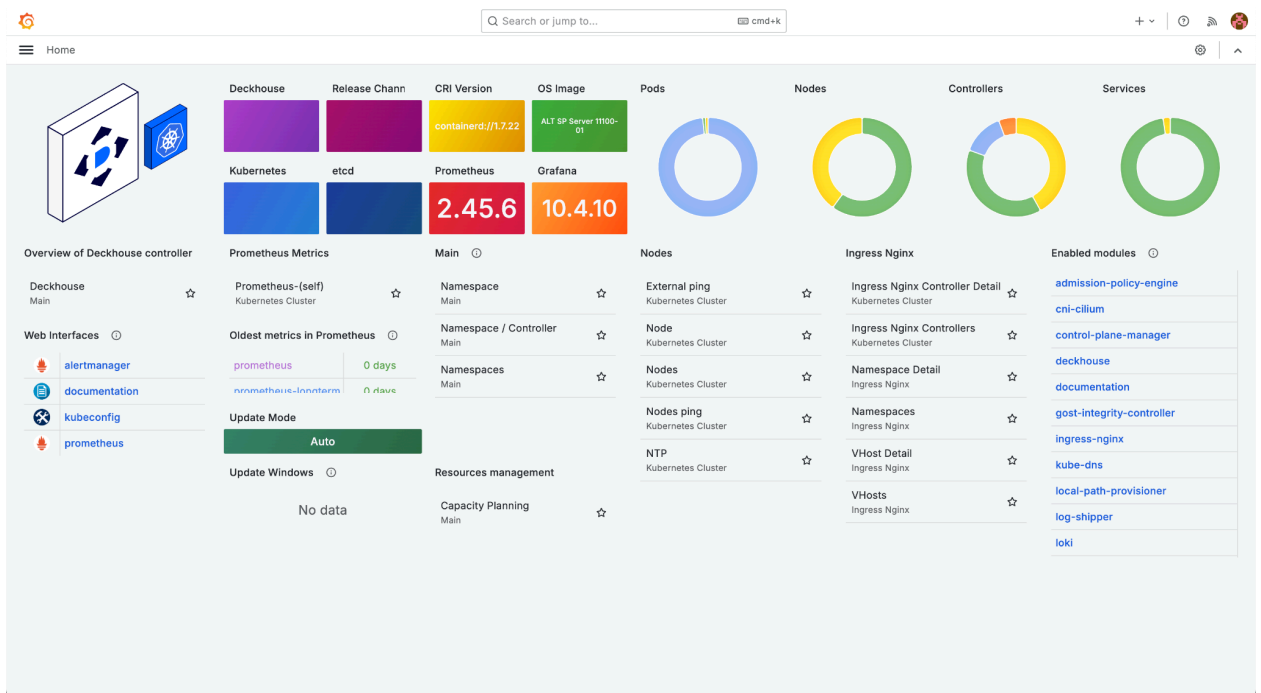 Search or jump to...
cmd+k
Home
Deckhouse
Release Chann
CRI Version
OS Image
Pods
Nodes
Controllers
Services
containerd://1.7.22
ALT SP Server 11100-
01
Kubernetes
etcd
Prometheus
Grafana
2.45.6
10.4.10
Overview of Deckhouse controller
Deckhouse
Main
Web Interfaces
alertmanager
documentation
kubeconfig
prometheus
Prometheus Metrics
Prometheus-(self)
Kubernetes Cluster
Oldest metrics in Prometheus
prometheus
0 days
prometheus-longterm
0 days
Update Mode
Auto
Update Windows
No data
Main
Namespace
Main
Namespace / Controller
Main
Namespaces
Main
Resources management
Capacity Planning
Main
Nodes
External ping
Kubernetes Cluster
Node
Kubernetes Cluster
Nodes
Kubernetes Cluster
Nodes ping
Kubernetes Cluster
NTP
Kubernetes Cluster
Ingress Nginx
Ingress Nginx Controller Detail
Kubernetes Cluster
Ingress Nginx Controllers
Kubernetes Cluster
Namespace Detail
Ingress Nginx
Namespaces
Ingress Nginx
VHost Detail
Ingress Nginx
VHosts
Ingress Nginx
Enabled modules
admission-policy-engine
cni-cilium
control-plane-manager
deckhouse
documentation
gost-integrity-controller
ingress-nginx
kube-dns
local-path-provisioner
log-shipper
loki